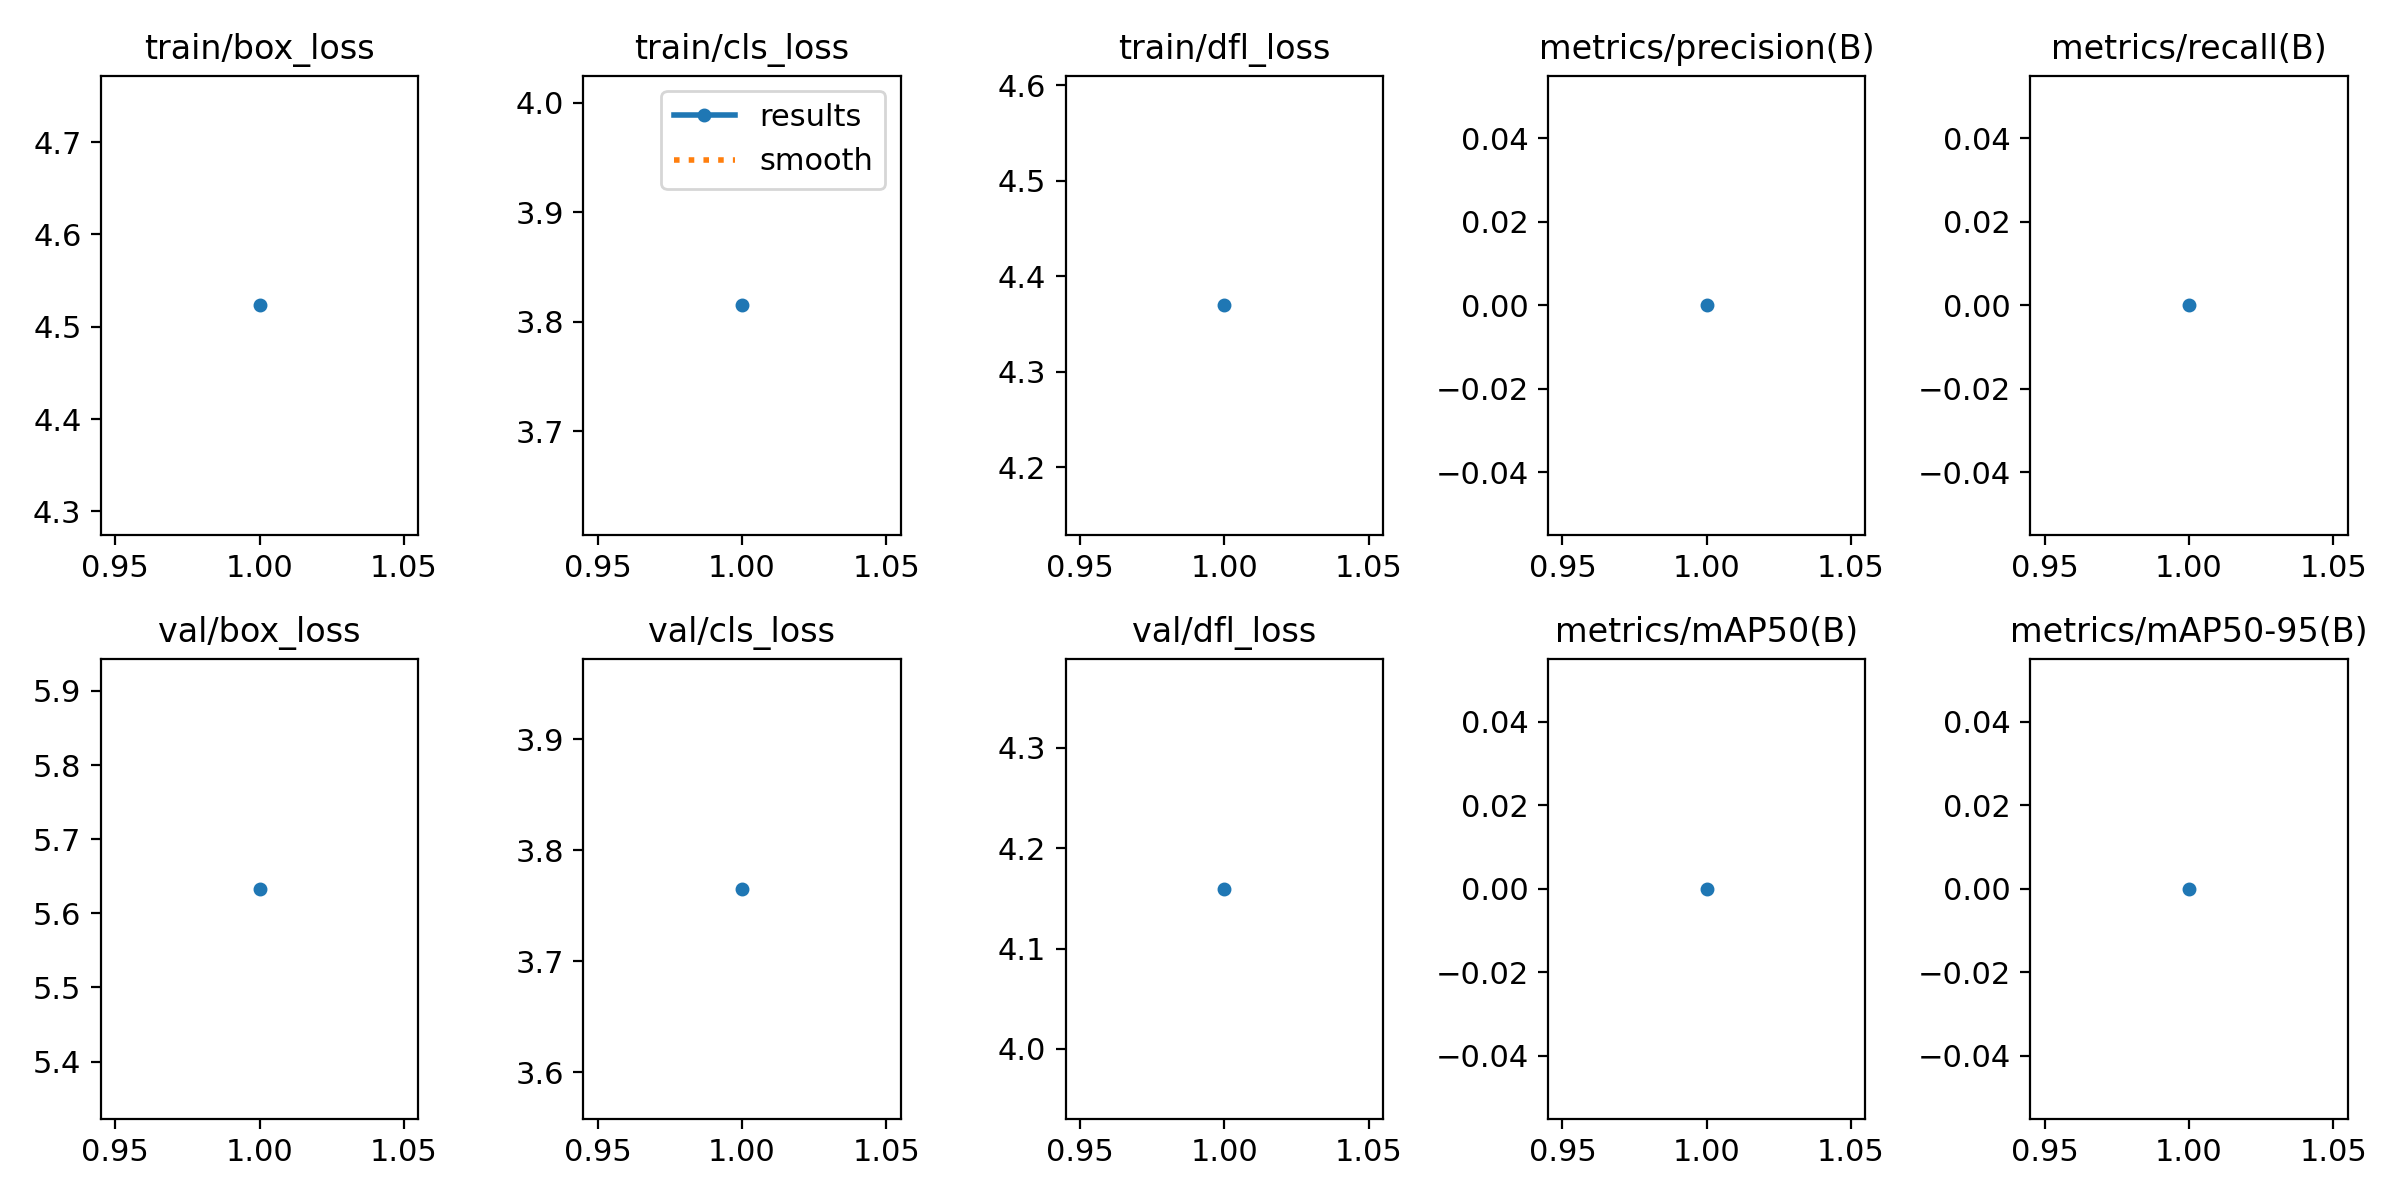 train/box_loss
4.7
4.6
4.5
4.4
4.3
0.95 1.00 1.05
train/cls_loss
results
smooth
4.0
3.9
3.8
3.7
0.95 1.00 1.05
train/dfl_loss
4.6
4.5
4.4
4.3
4.2
0.95 1.00 1.05
metrics/precision(B)
0.04
0.02
0.00
−0.02
−0.04
0.95 1.00 1.05
metrics/recall(B)
0.04
0.02
0.00
−0.02
−0.04
0.95 1.00 1.05
val/box_loss
5.9
5.8
5.7
5.6
5.5
5.4
0.95 1.00 1.05
val/cls_loss
3.9
3.8
3.7
3.6
0.95 1.00 1.05
val/dfl_loss
4.3
4.2
4.1
4.0
0.95 1.00 1.05
metrics/mAP50(B)
0.04
0.02
0.00
−0.02
−0.04
0.95 1.00 1.05
metrics/mAP50-95(B)
0.04
0.02
0.00
−0.02
−0.04
0.95 1.00 1.05